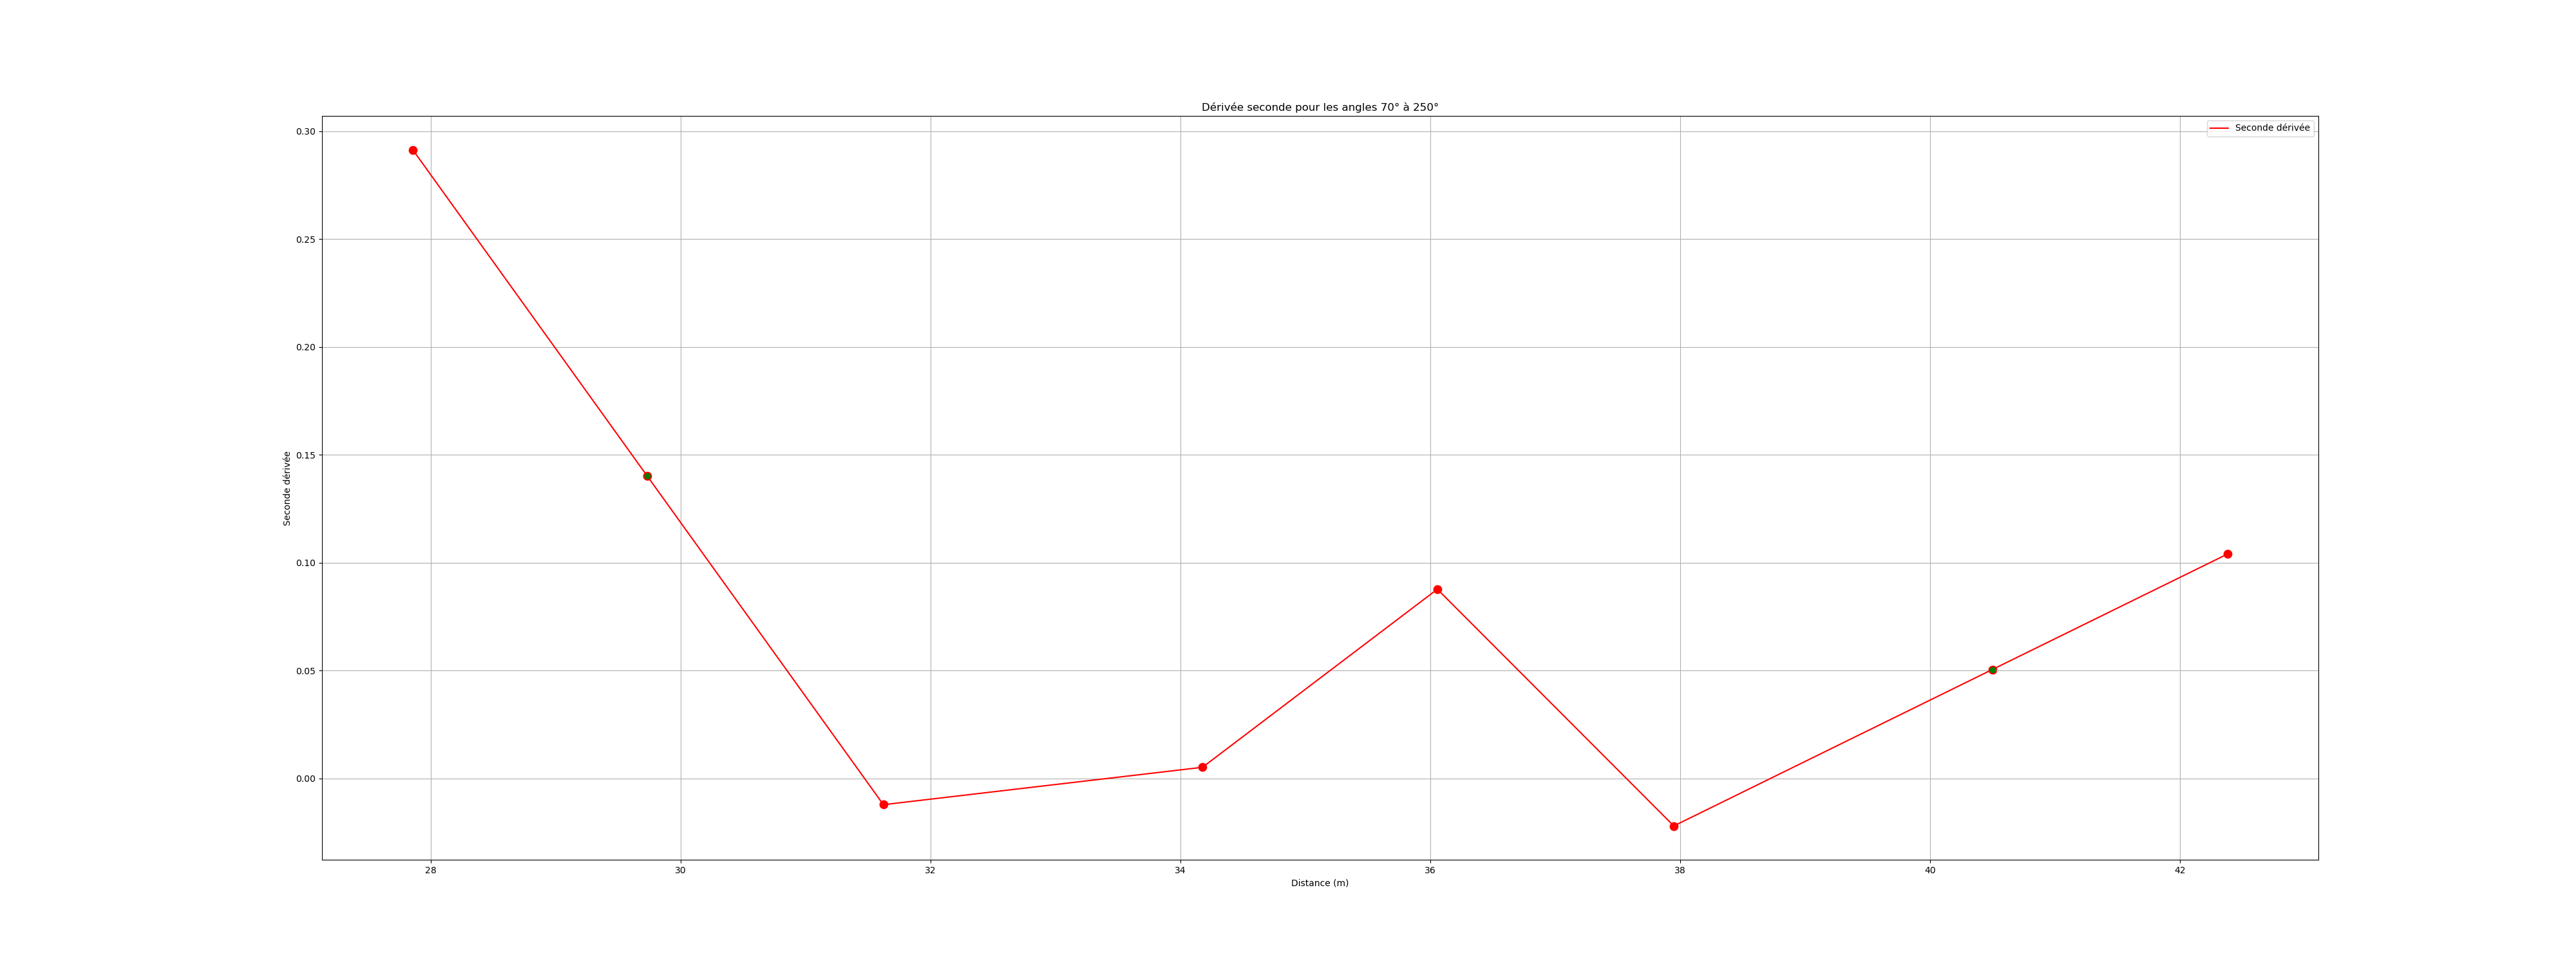 Dérivée seconde pour les angles 70° à 250°
Seconde dérivée
0.30
0.25
0.20
0.15
0.10
0.05
0.00
Seconde dérivée
28 30 32 34 36 38 40 42
Distance (m)